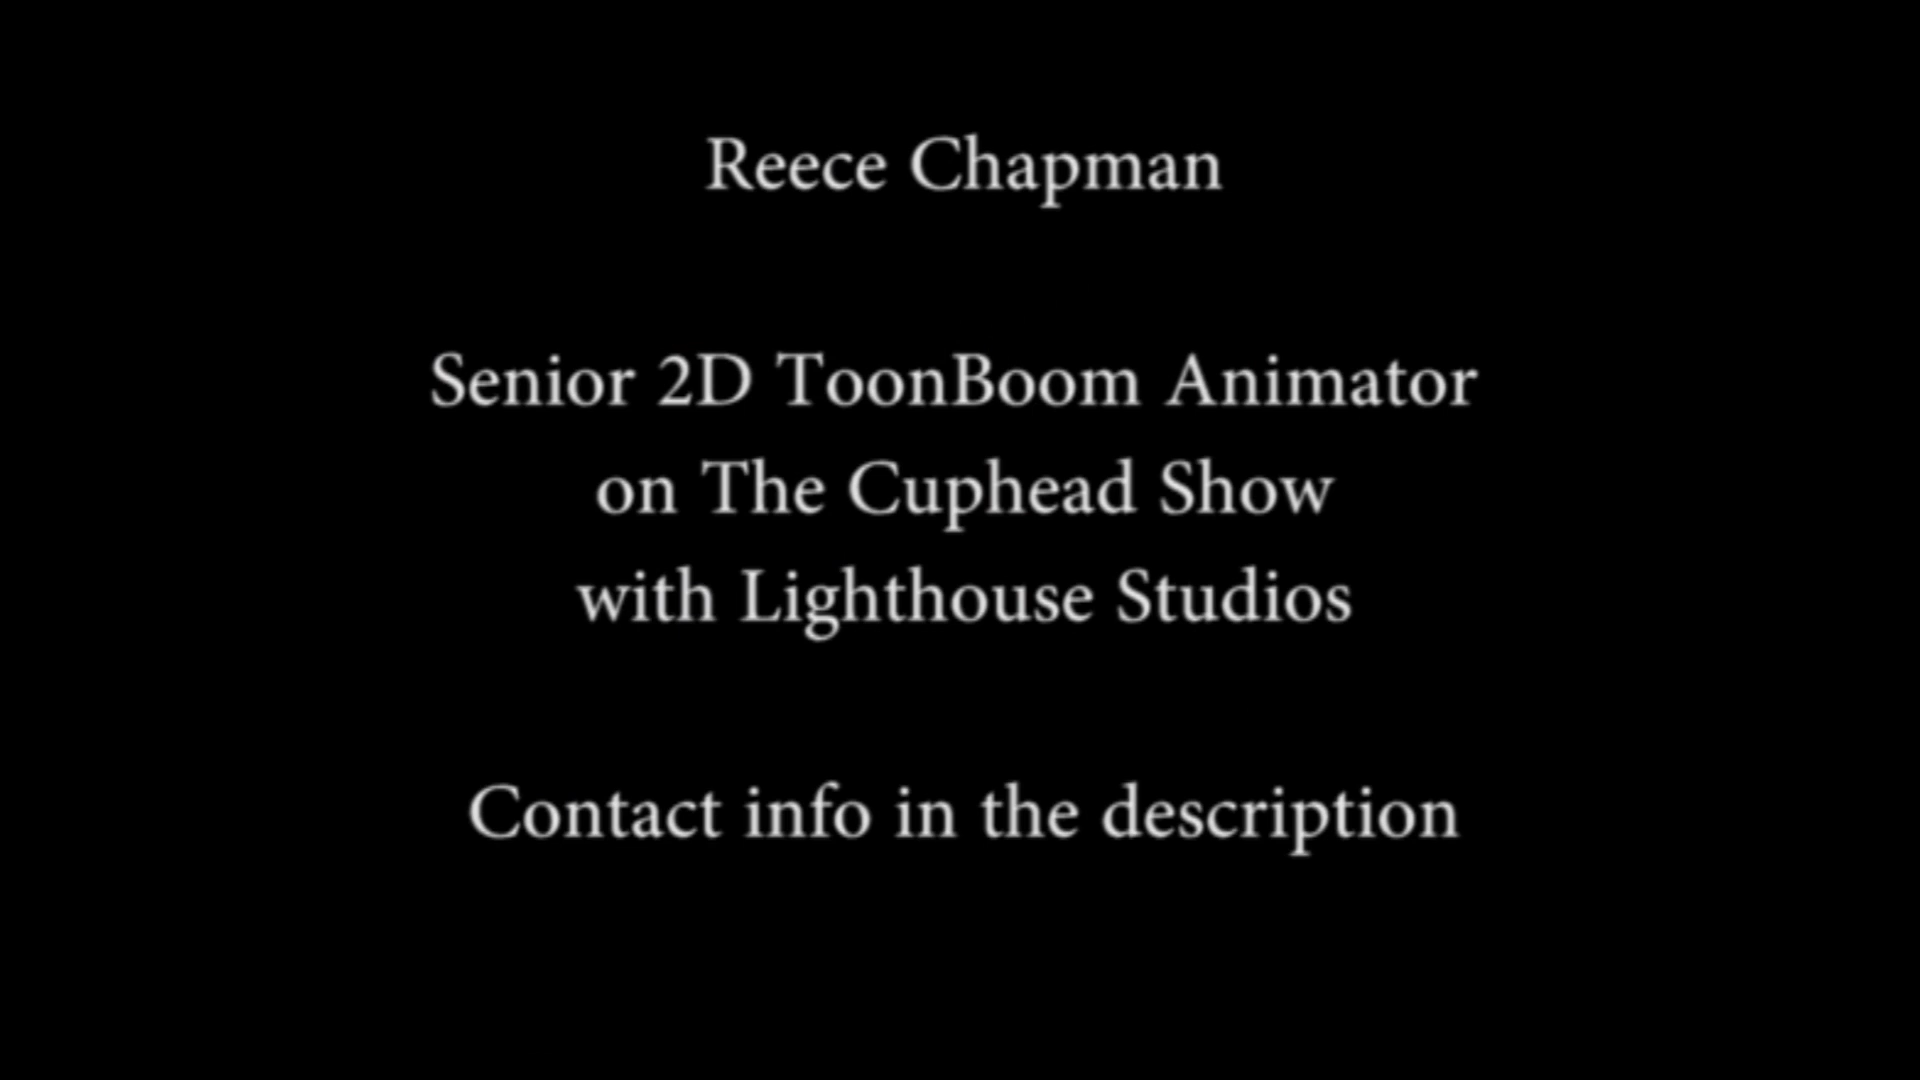 Reece Chapman
Senior 2D ToonBoom Animator
on The Cuphead Show
with Lighthouse Studios
Contact info in the description